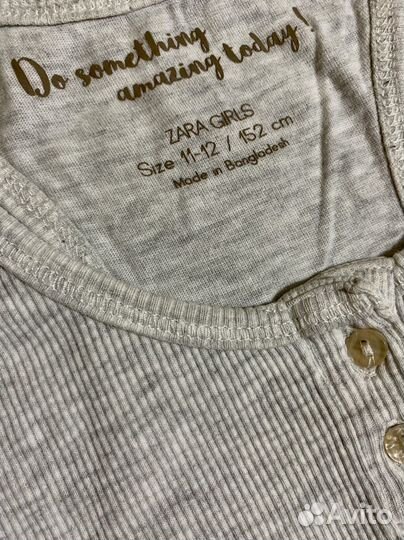 Do something
amazing today!
ZARA GIRLS
Size 11-12 / 152 cm
Made in Bangladesh
Avito